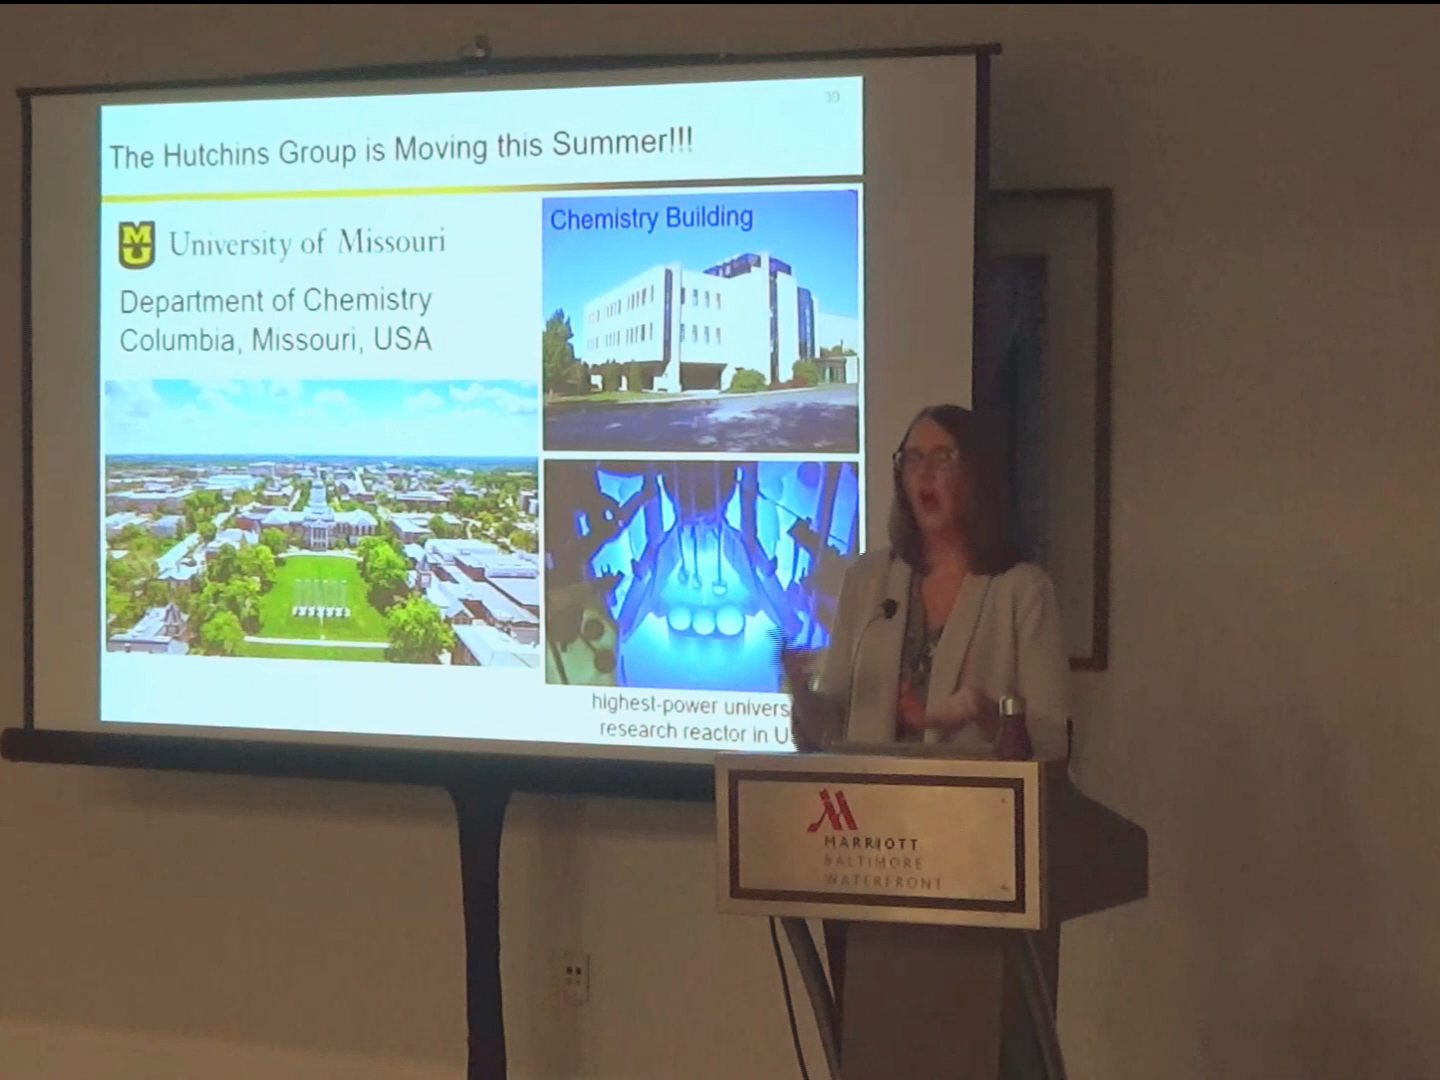 30
The Hutchins Group is Moving this Summer!!!
MU
University of Missouri
Department of Chemistry
Columbia, Missouri, USA
Chemistry Building
highest-power univers
research reactor in U
MARRIOTT
BALTIMORE
WATERFRONT